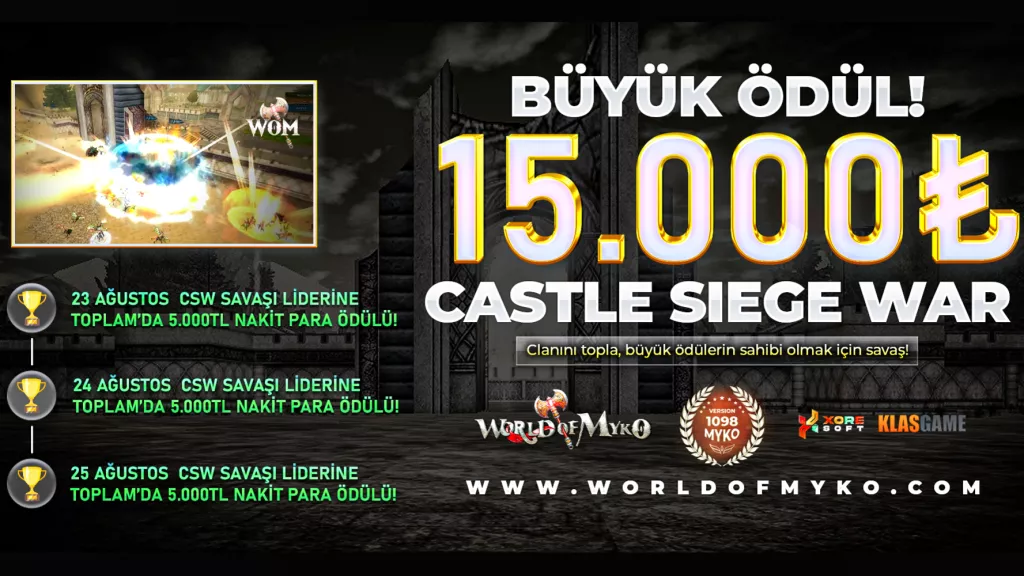 WOM
23 AĞUSTOS CSW SAVAŞI LİDERİNE
TOPLAM'DA 5.000TL NAKİT PARA ÖDÜLÜ!
24 AĞUSTOS CSW SAVAŞI LİDERİNE
TOPLAM'DA 5.000TL NAKİT PARA ÖDÜLÜ!
25 AĞUSTOS CSW SAVAŞI LİDERİNE
TOPLAM'DA 5.000TL NAKİT PARA ÖDÜLÜ!
BÜYÜK ÖDÜL!
15.000₺
CASTLE SIEGE WAR
Clanını topla, büyük ödülerin sahibi olmak için savaş!
WORLD OF MYKO
VERSION
1098
MYKO
XORE
SOFT
KLASGAME
WWW.WORLDOFMYKO.COM